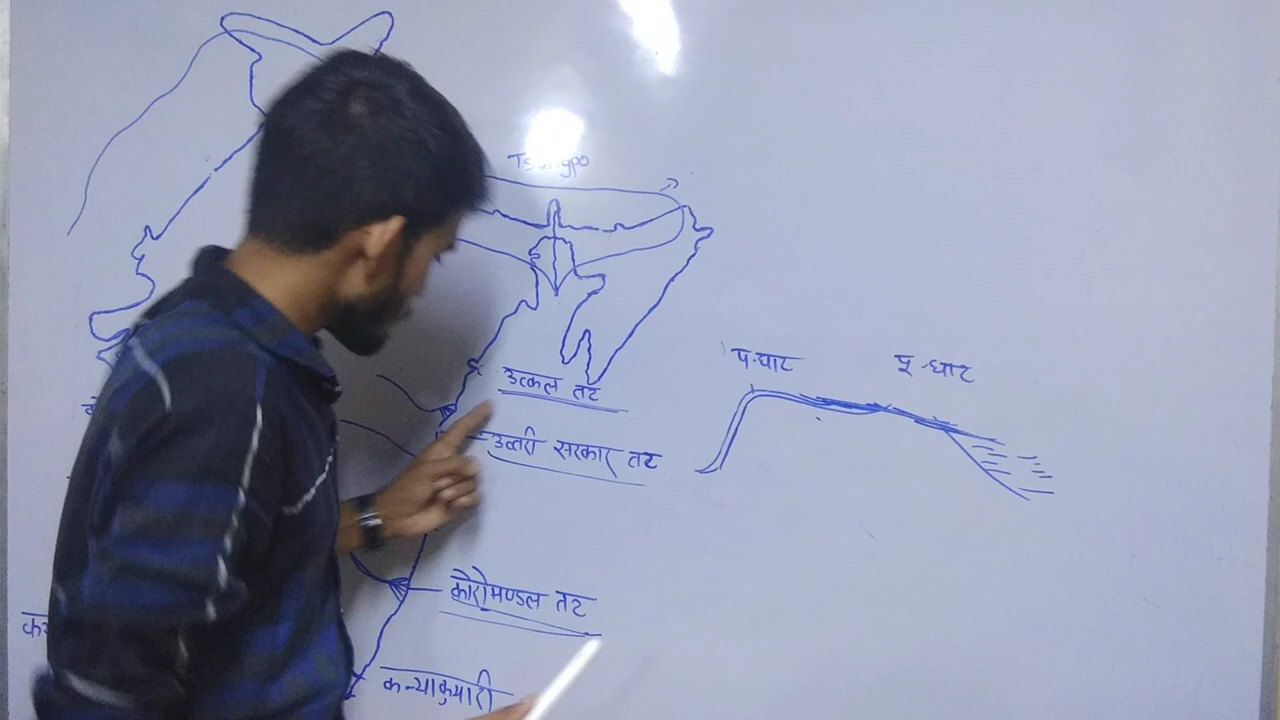 Tsangpo
प.घाट
पू.घाट
उत्कल तट
उत्तरी सरकार तट
कोरोमण्डल तट
कन्याकुमारी